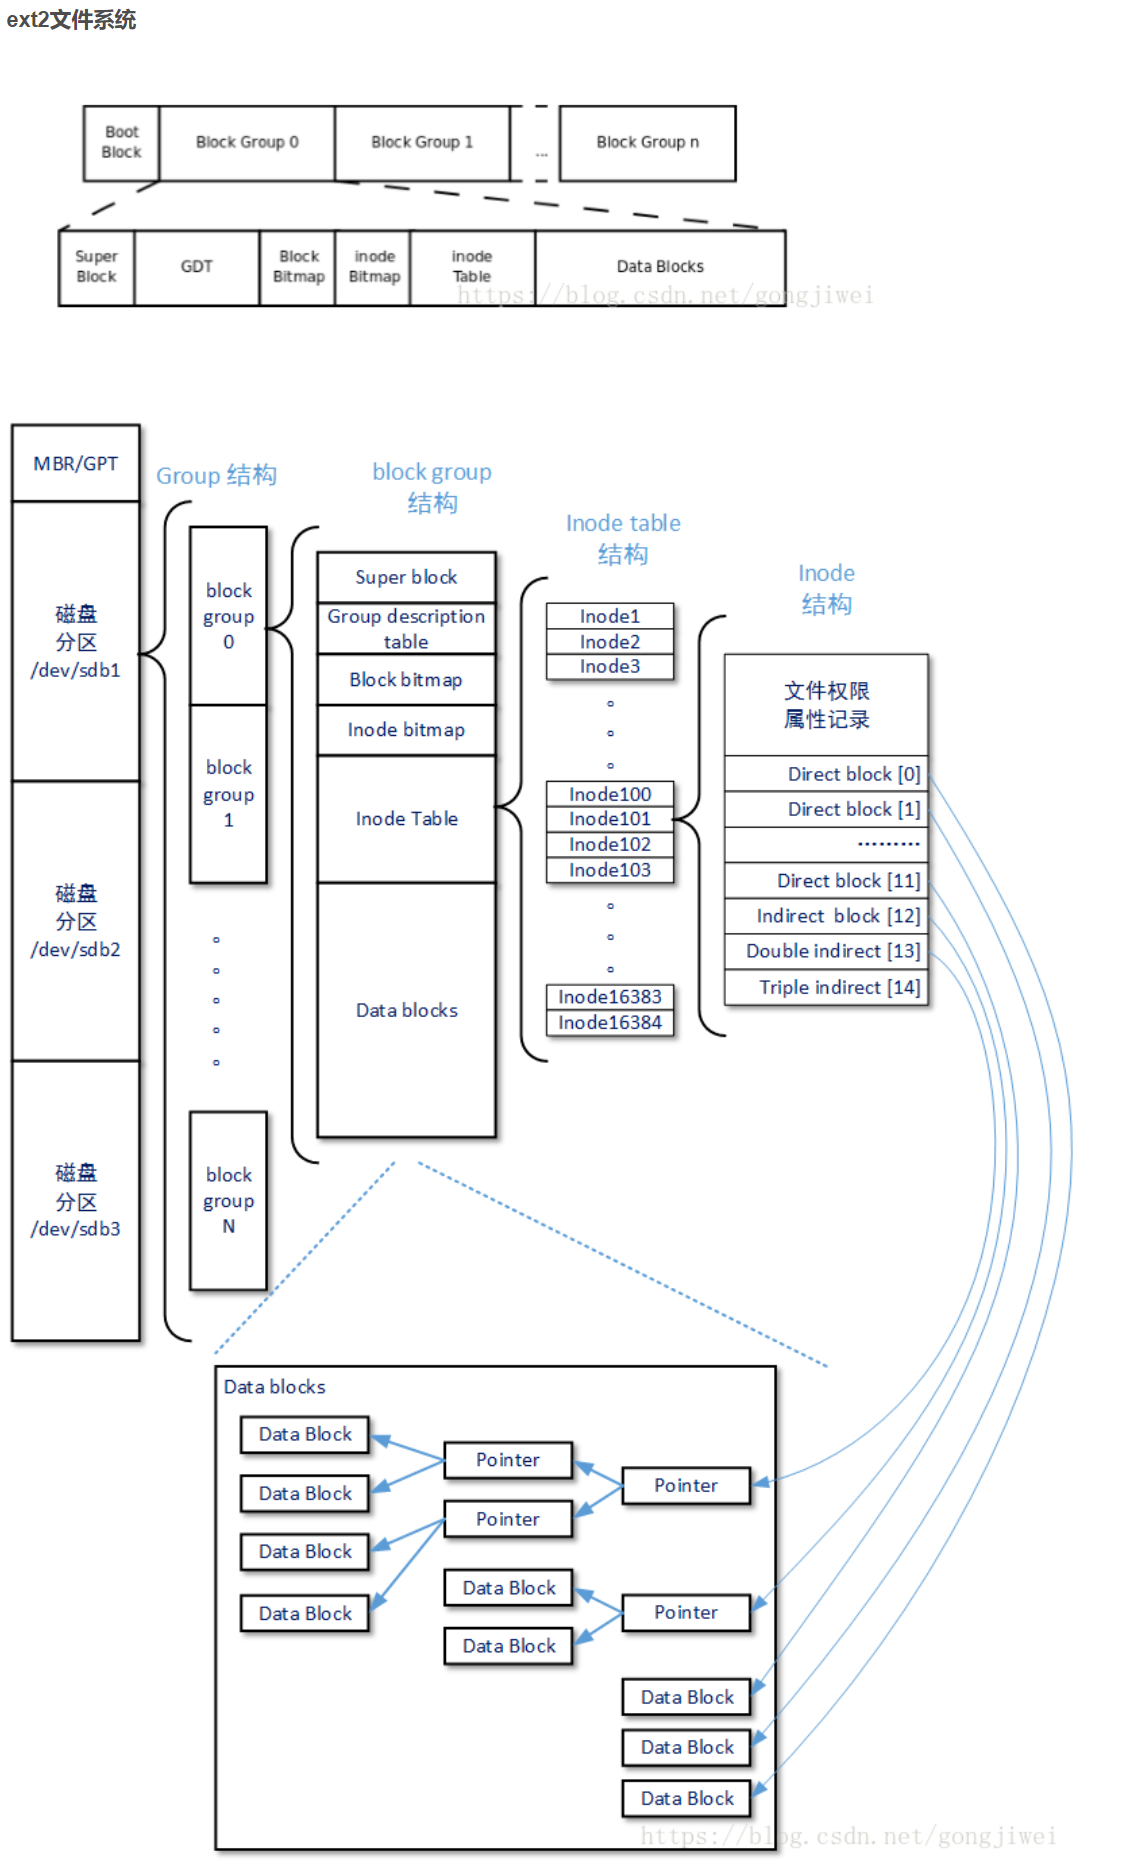 ext2文件系统
Boot
Block
Block Group 0
Block Group 1
...
Block Group n
Super
Block
GDT
Block
Bitmap
inode
Bitmap
inode
Table
Data Blocks
https://blog.csdn.net/gongjiwei
MBR/GPT
磁盘
分区
/dev/sdb1
磁盘
分区
/dev/sdb2
磁盘
分区
/dev/sdb3
Group 结构
block
group
0
block
group
1
block
group
N
block group
结构
Super block
Group description
table
Block bitmap
Inode bitmap
Inode Table
Data blocks
Inode table
结构
Inode1
Inode2
Inode3
Inode100
Inode101
Inode102
Inode103
Inode16383
Inode16384
Inode
结构
文件权限
属性记录
Direct block [0]
Direct block [1]
.........
Direct block [11]
Indirect block [12]
Double indirect [13]
Triple indirect [14]
Data blocks
Data Block
Data Block
Data Block
Data Block
Pointer
Pointer
Pointer
Data Block
Data Block
Pointer
Data Block
Data Block
Data Block
https://blog.csdn.net/gongjiwei